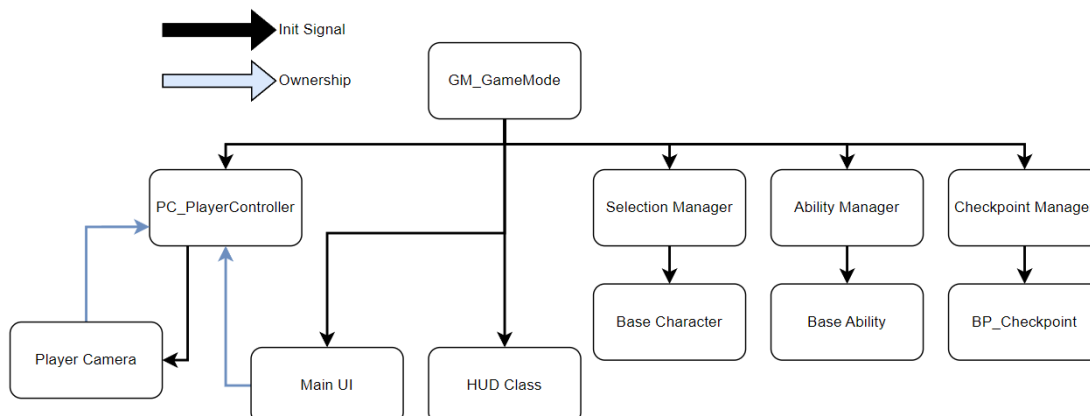 Init Signal
Ownership
GM_GameMode
PC_PlayerController
Selection Manager
Ability Manager
Checkpoint Manager
Base Character
Base Ability
BP_Checkpoint
Player Camera
Main UI
HUD Class